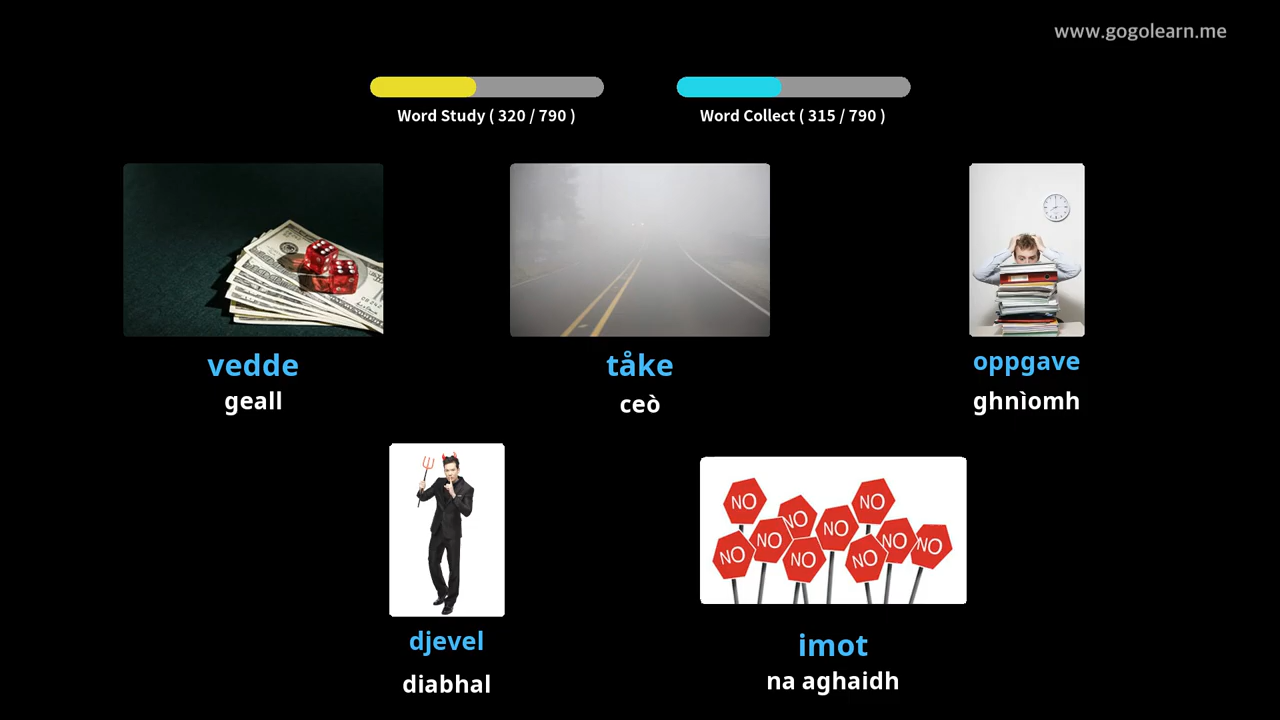 www.gogolearn.me
Word Study ( 320 / 790 )
Word Collect ( 315 / 790 )
vedde
geall
tåke
ceò
oppgave
ghnìomh
NO
NO
NO
NO
NO
NO
NO
NO
NO
NO
djevel
diabhal
imot
na aghaidh